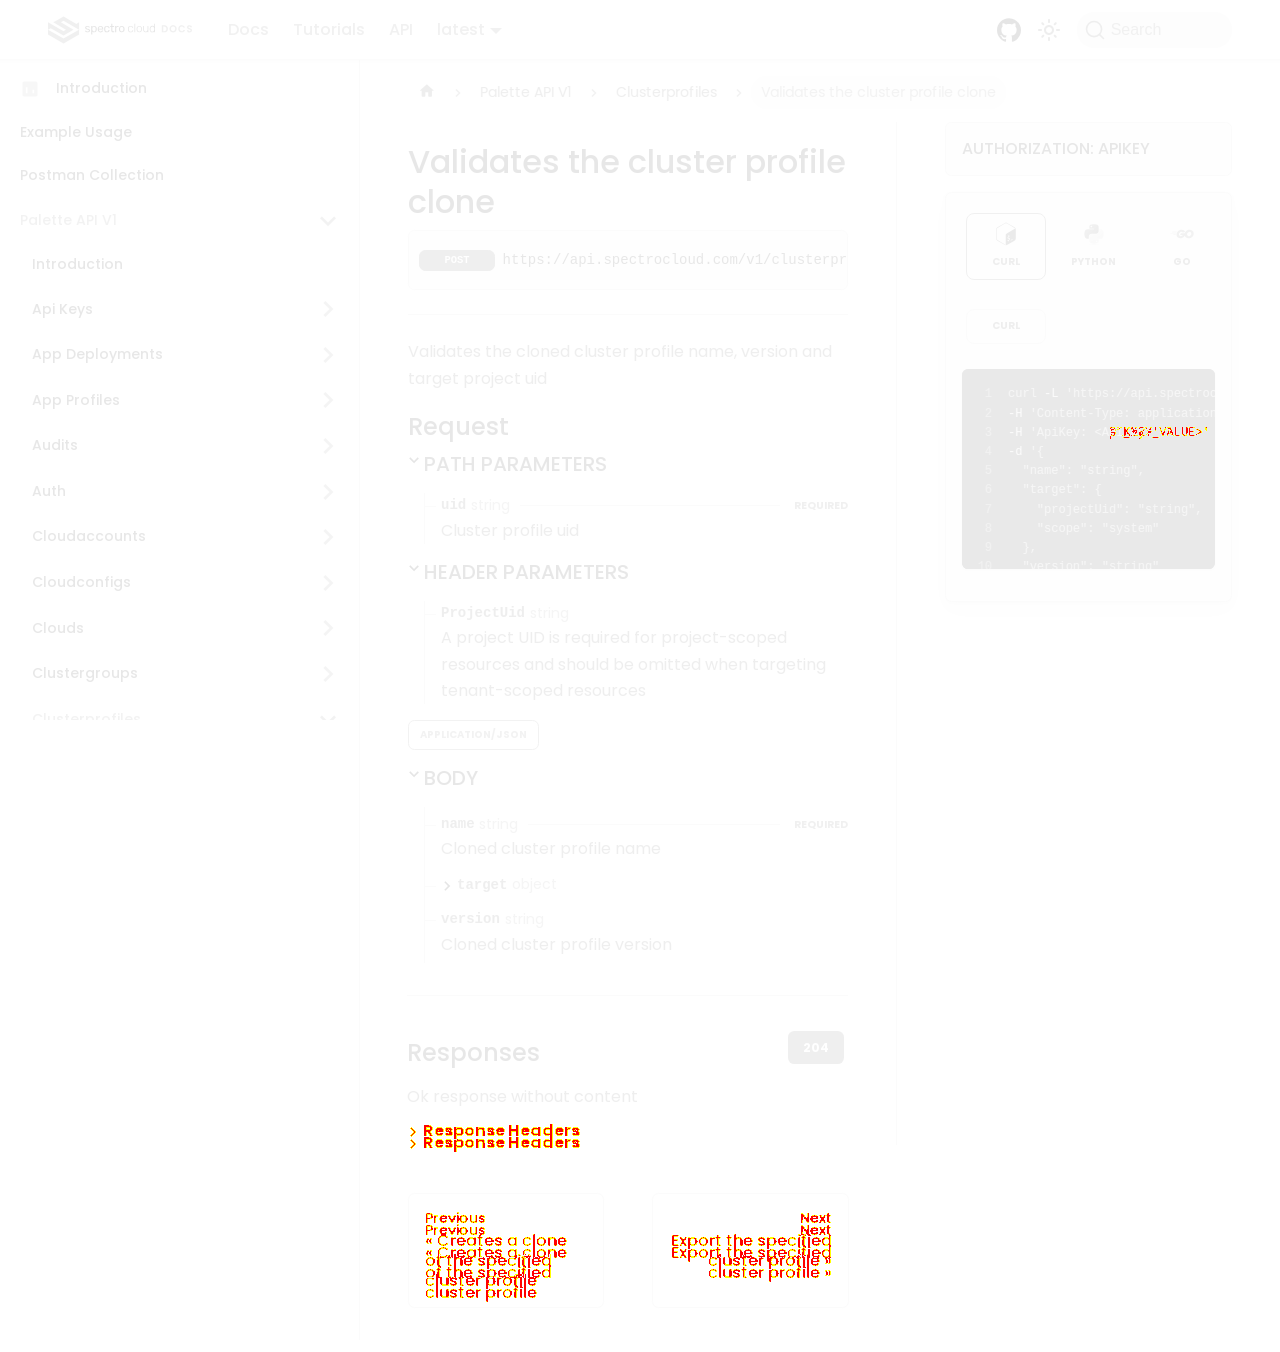 spectro cloud DOCS
Docs Tutorials API latest
Search
Introduction
Example Usage
Postman Collection
Palette API V1
Introduction
Api Keys
App Deployments
App Profiles
Audits
Auth
Cloudaccounts
Cloudconfigs
Clouds
Clustergroups
Clusterprofiles
Palette API V1 > Clusterprofiles > Validates the cluster profile clone
Validates the cluster profile
clone
POST https://api.spectrocloud.com/v1/clusterpr
Validates the cloned cluster profile name, version and
target project uid
Request
PATH PARAMETERS
uid string REQUIRED
Cluster profile uid
HEADER PARAMETERS
ProjectUid string
A project UID is required for project-scoped
resources and should be omitted when targeting
tenant-scoped resources
APPLICATION/JSON
BODY
name string REQUIRED
Cloned cluster profile name
target object
version string
Cloned cluster profile version
Responses
204
Ok response without content
> Response Headers
> Response Headers
Previous
Previous
« Creates a clone
« Creates a clone
of the specified
of the specified
cluster profile
cluster profile
Next
Next
Export the specified
Export the specified
cluster profile »
cluster profile »
AUTHORIZATION: APIKEY
CURL PYTHON GO
CURL
1 curl -L 'https://api.spectroc
2 -H 'Content-Type: application
3 -H 'ApiKey:
4 -d '{
5 "name": "string",
6 "target": {
7 "projectUid": "string",
8 "scope": "system"
9 },
10 "version": "string"